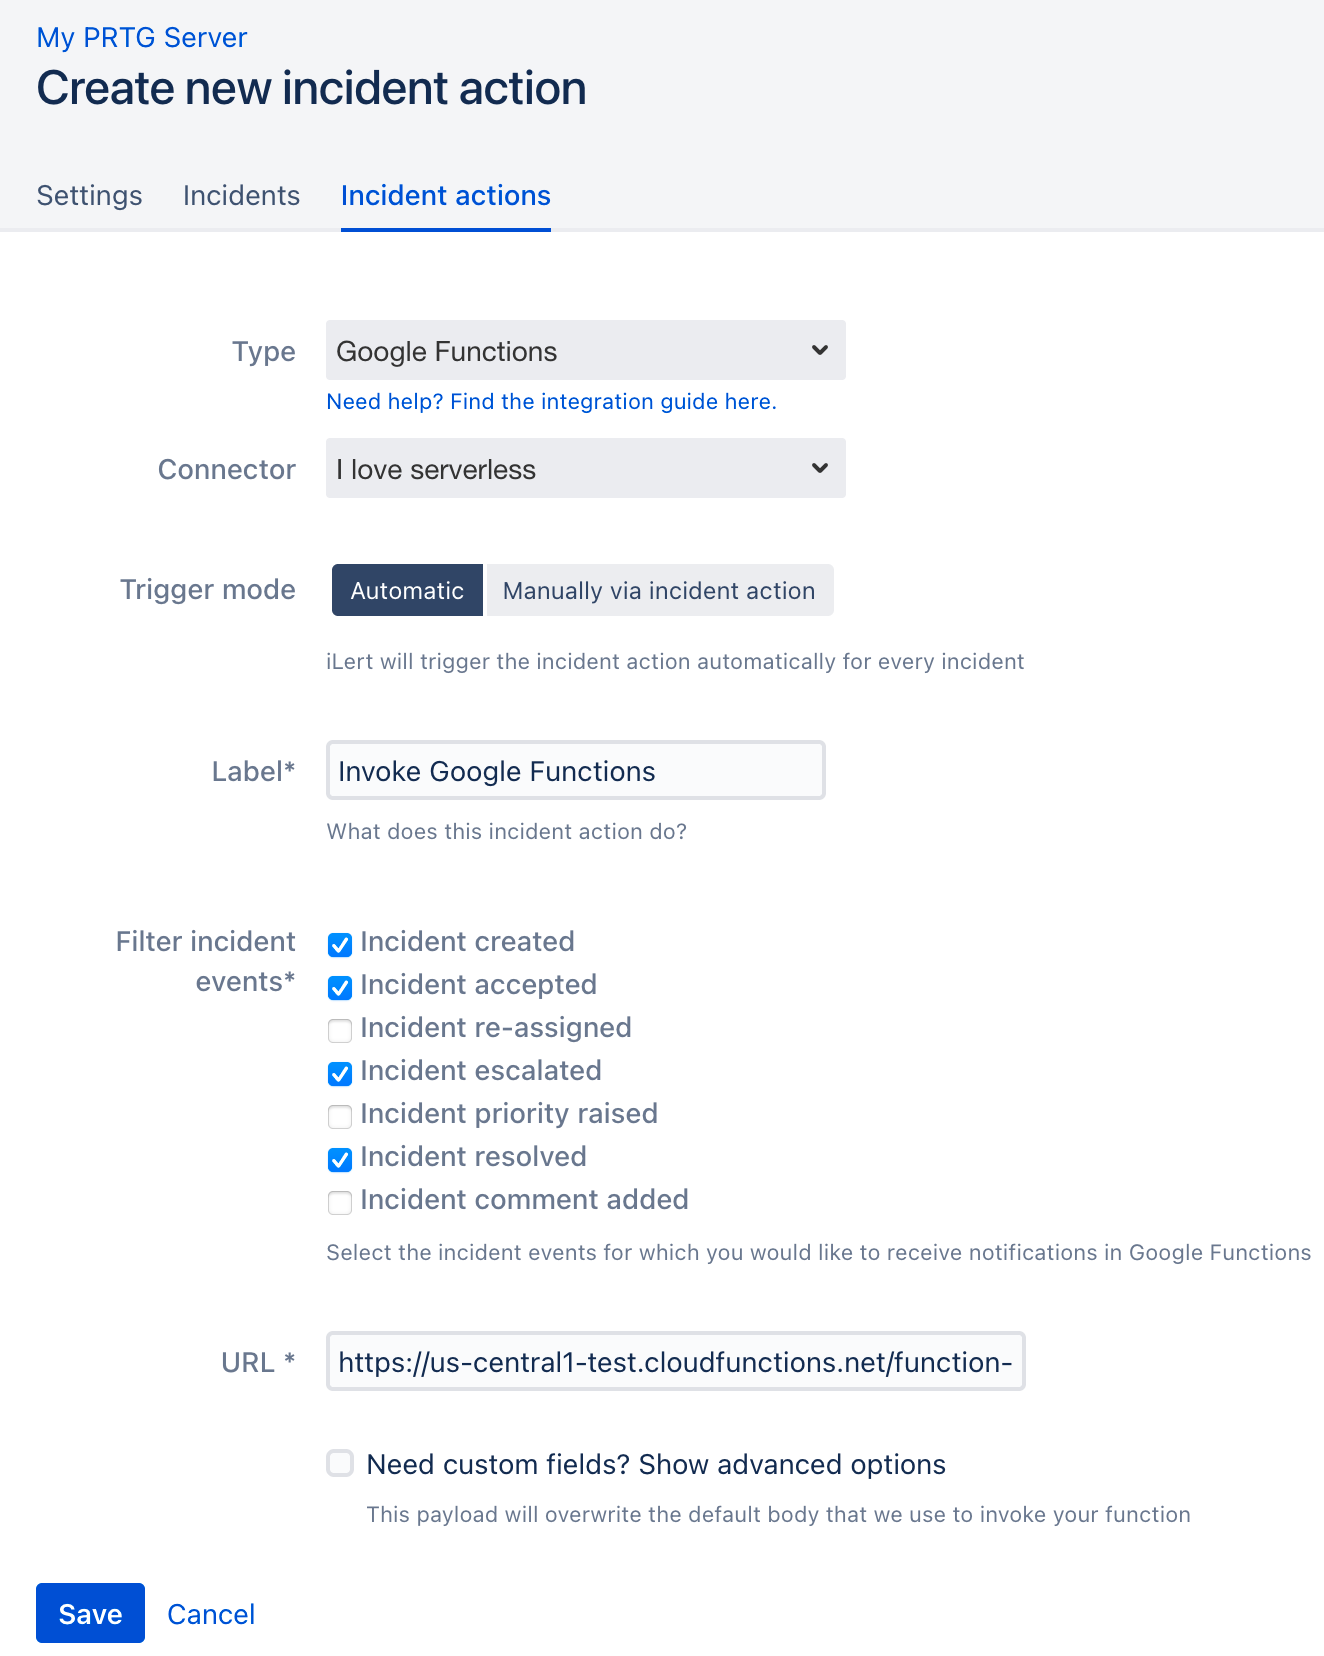 My PRTG Server
Create new incident action
Settings Incidents Incident actions
Type Google Functions
Need help? Find the integration guide here.
Connector I love serverless
Trigger mode Automatic Manually via incident action
iLert will trigger the incident action automatically for every incident
Label* Invoke Google Functions
What does this incident action do?
Filter incident events*
Incident created
Incident accepted
Incident re-assigned
Incident escalated
Incident priority raised
Incident resolved
Incident comment added
Select the incident events for which you would like to receive notifications in Google Functions
URL * https://us-central1-test.cloudfunctions.net/function-
Need custom fields? Show advanced options
This payload will overwrite the default body that we use to invoke your function
Save Cancel